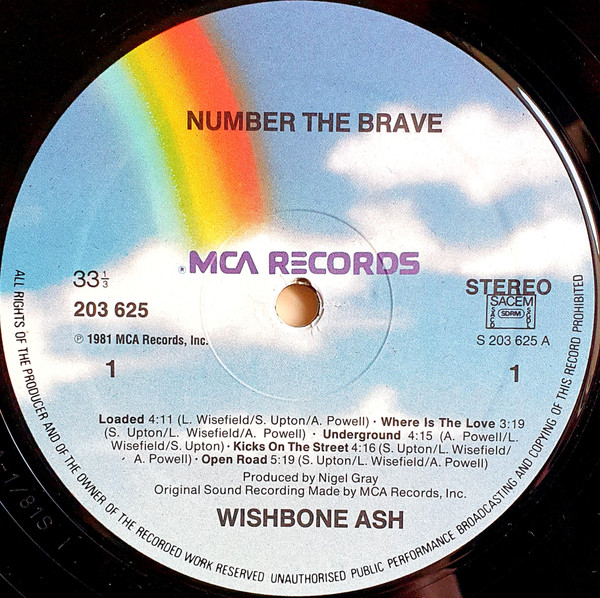 NUMBER THE BRAVE
MCA RECORDS
33 1/3
203 625
℗ 1981 MCA Records, Inc.
1
STEREO
SACEM
SDRM
S 203 625 A
1
Loaded 4:11 (L. Wisefield/S. Upton/A. Powell) · Where Is The Love 3:19
(S. Upton/L. Wisefield/A. Powell) · Underground 4:15 (A. Powell/L.
Wisefield/S. Upton) · Kicks On The Street 4:16 (S. Upton/L. Wisefield/
A. Powell) · Open Road 5:19 (S. Upton/L. Wisefield/A. Powell)
Produced by Nigel Gray
Original Sound Recording Made by MCA Records, Inc.
WISHBONE ASH
ALL RIGHTS OF THE PRODUCER AND OF THE OWNER OF THE RECORDED WORK RESERVED UNAUTHORISED PUBLIC PERFORMANCE BROADCASTING AND COPYING OF THIS RECORD PROHIBITED